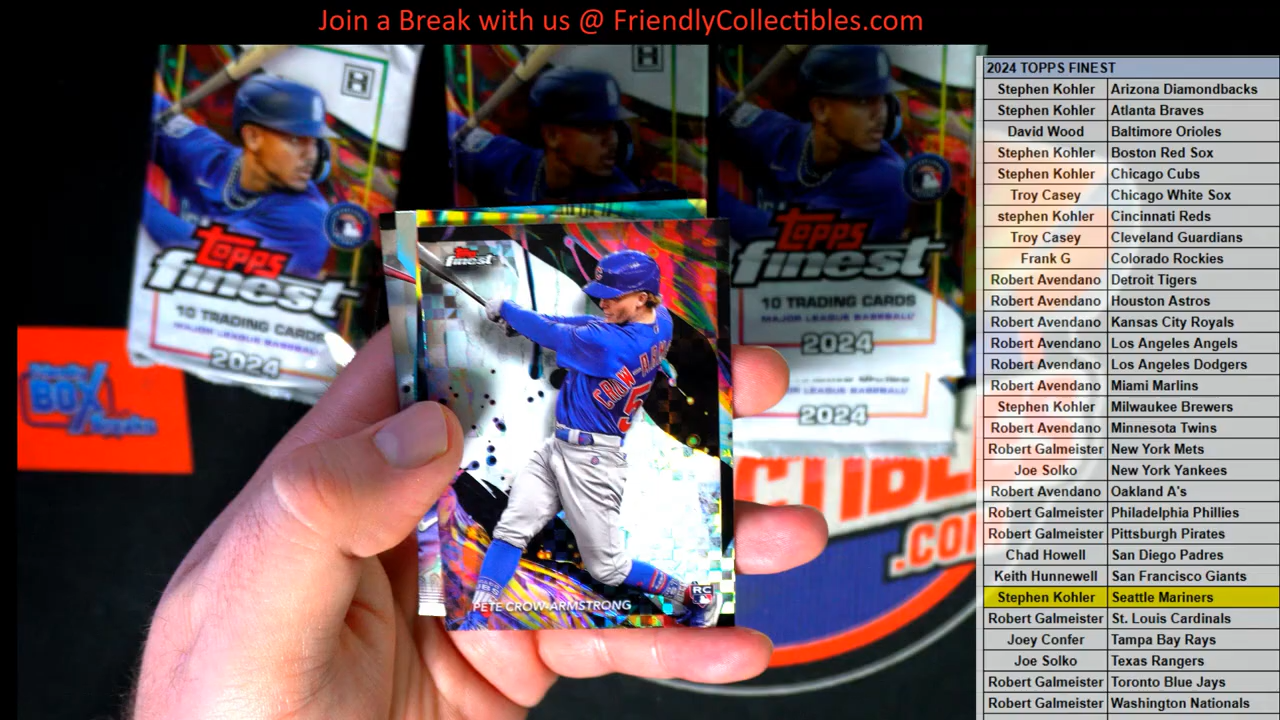 Join a Break with us @ FriendlyCollectibles.com
2024 TOPPS FINEST
Stephen Kohler Arizona Diamondbacks
Stephen Kohler Atlanta Braves
David Wood Baltimore Orioles
Stephen Kohler Boston Red Sox
Stephen Kohler Chicago Cubs
Troy Casey Chicago White Sox
stephen Kohler Cincinnati Reds
Troy Casey Cleveland Guardians
Frank G Colorado Rockies
Robert Avendano Detroit Tigers
Robert Avendano Houston Astros
Robert Avendano Kansas City Royals
Robert Avendano Los Angeles Angels
Robert Avendano Los Angeles Dodgers
Robert Avendano Miami Marlins
Stephen Kohler Milwaukee Brewers
Robert Avendano Minnesota Twins
Robert Galmeister New York Mets
Joe Solko New York Yankees
Robert Avendano Oakland A's
Robert Galmeister Philadelphia Phillies
Robert Galmeister Pittsburgh Pirates
Chad Howell San Diego Padres
Keith Hunnewell San Francisco Giants
Stephen Kohler Seattle Mariners
Robert Galmeister St. Louis Cardinals
Joey Confer Tampa Bay Rays
Joe Solko Texas Rangers
Robert Galmeister Toronto Blue Jays
Robert Galmeister Washington Nationals
H
TOPPS
finest
10 TRADING CARDS
MAJOR LEAGUE BASEBALL
2024
H
TOPPS
finest
10 TRADING CARDS
MAJOR LEAGUE BASEBALL
2024
2024
TOPPS
finest
CROW-ARM
5
PETE CROW-ARMSTRONG
RC
BOX
CTIBLE
.CO